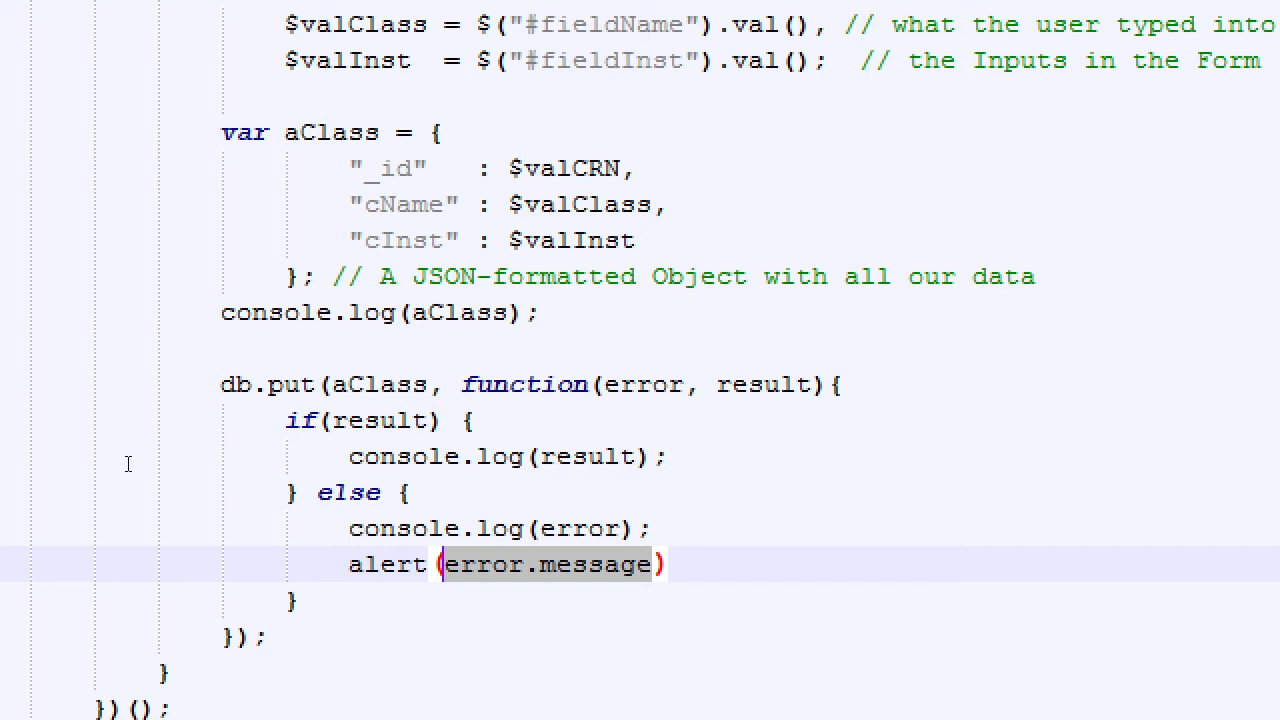 $valClass = $("#fieldName").val(), // what the user typed into
$valInst  = $("#fieldInst").val();  // the Inputs in the Form
var aClass = {
"_id"   : $valCRN,
"cName" : $valClass,
"cInst" : $valInst
}; // A JSON-formatted Object with all our data
console.log(aClass);
db.put(aClass, function(error, result){
if(result) {
console.log(result);
} else {
console.log(error);
alert(error.message)
}
});
}
})();